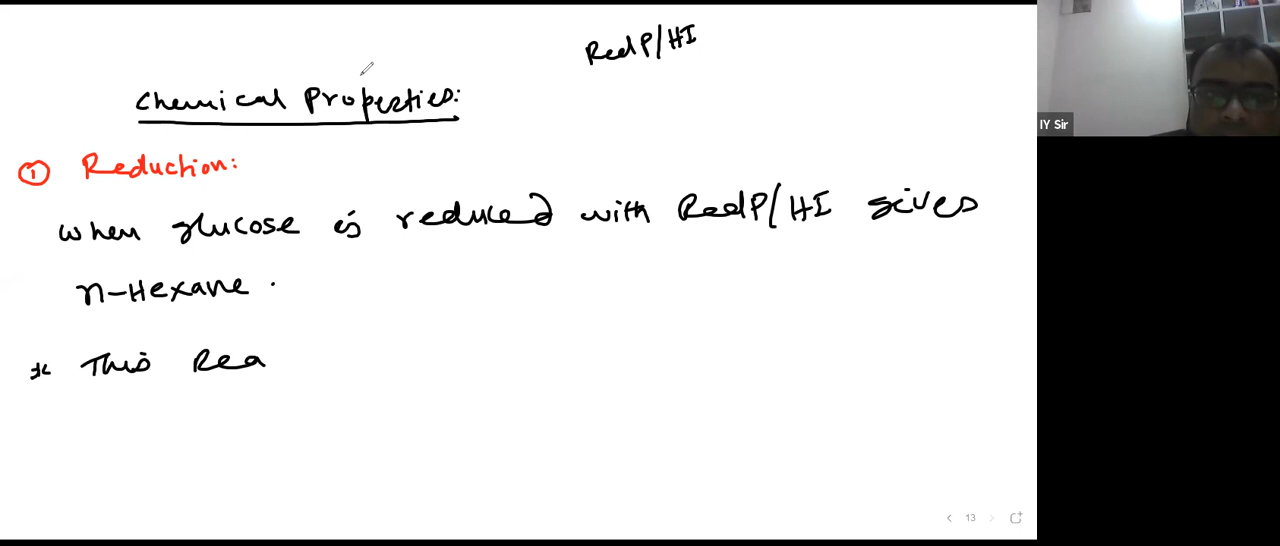 Red P/HI
Chemical Properties:
① Reduction:
when glucose is reduced with Red P/HI gives
n-Hexane.
* This Rea
IY Sir
13